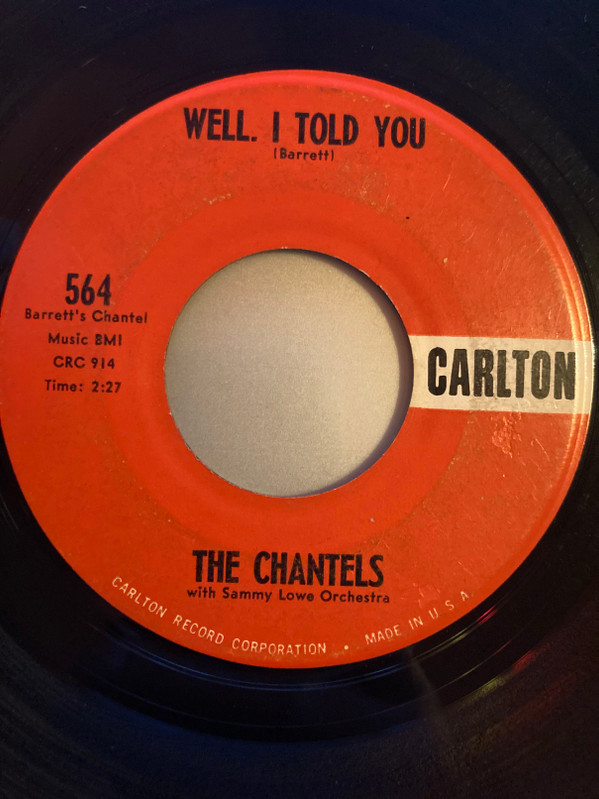 WELL. I TOLD YOU
(Barrett)
564
Barrett's Chantel
Music BMI
CRC 914
Time: 2:27
CARLTON
THE CHANTELS
with Sammy Lowe Orchestra
CARLTON RECORD CORPORATION • MADE IN U S A